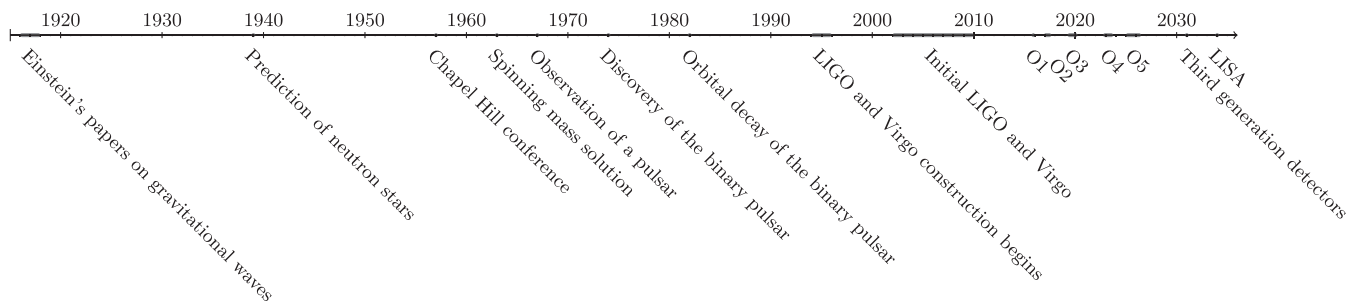 1920 1930 1940 1950 1960 1970 1980 1990 2000 2010 2020 2030
Einstein's papers on gravitational waves
Prediction of neutron stars
Chapel Hill conference
Spinning mass solution
Observation of a pulsar
Discovery of the binary pulsar
Orbital decay of the binary pulsar
LIGO and Virgo construction begins
Initial LIGO and Virgo
O1
O2
O3
O4
O5
Third generation detectors
LISA